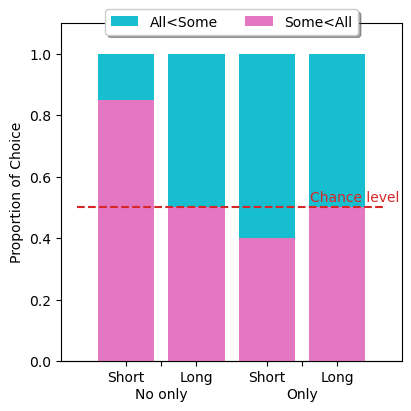 All<Some Some<All
Proportion of Choice
1.0
0.8
0.6
0.4
0.2
0.0
Chance level
Short Long Short Long
No only Only